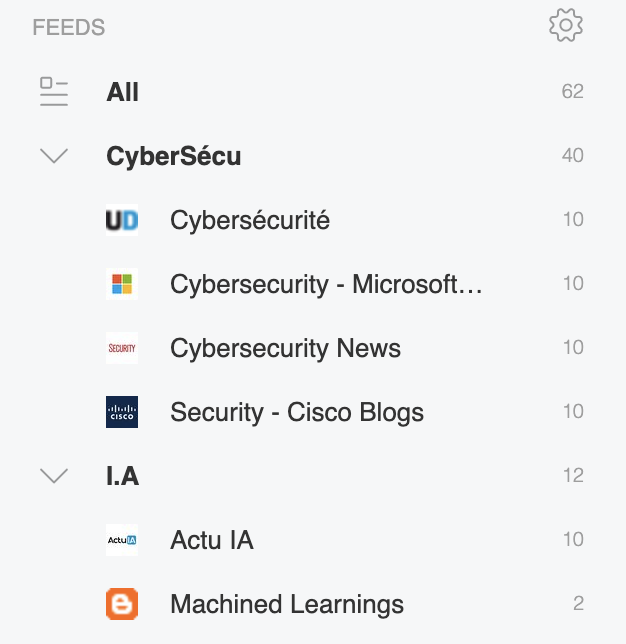 FEEDS
All 62
CyberSécu 40
UD Cybersécurité 10
Cybersecurity - Microsoft... 10
SECURITY Cybersecurity News 10
CISCO Security - Cisco Blogs 10
I.A 12
ActuIA Actu IA 10
Machined Learnings 2